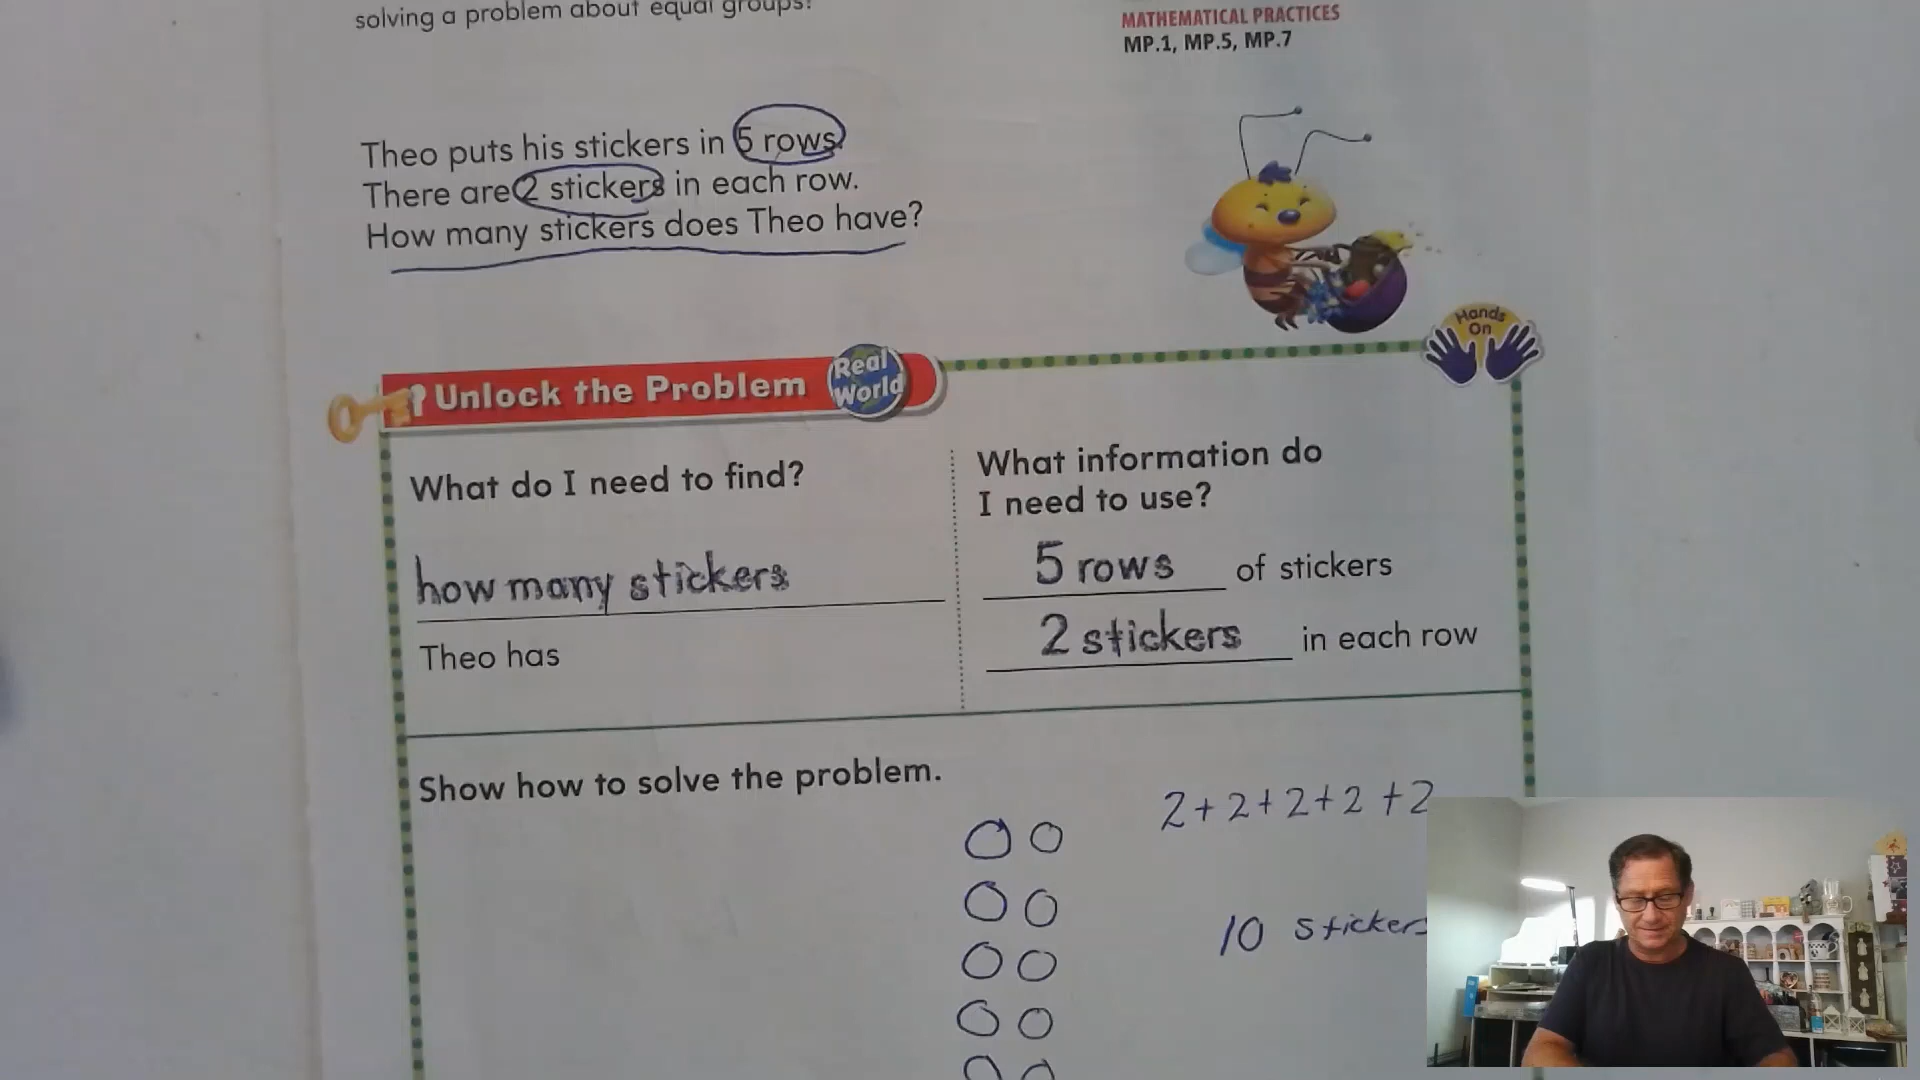 solving a problem about equal groups?
MATHEMATICAL PRACTICES
MP.1, MP.5, MP.7
Theo puts his stickers in 5 rows.
There are 2 stickers in each row.
How many stickers does Theo have?
Hands
On
Unlock the Problem
Real
World
What do I need to find?
how many stickers
Theo has
What information do
I need to use?
5 rows of stickers
2 stickers in each row
Show how to solve the problem.
2+2+2+2+2
10 stickers